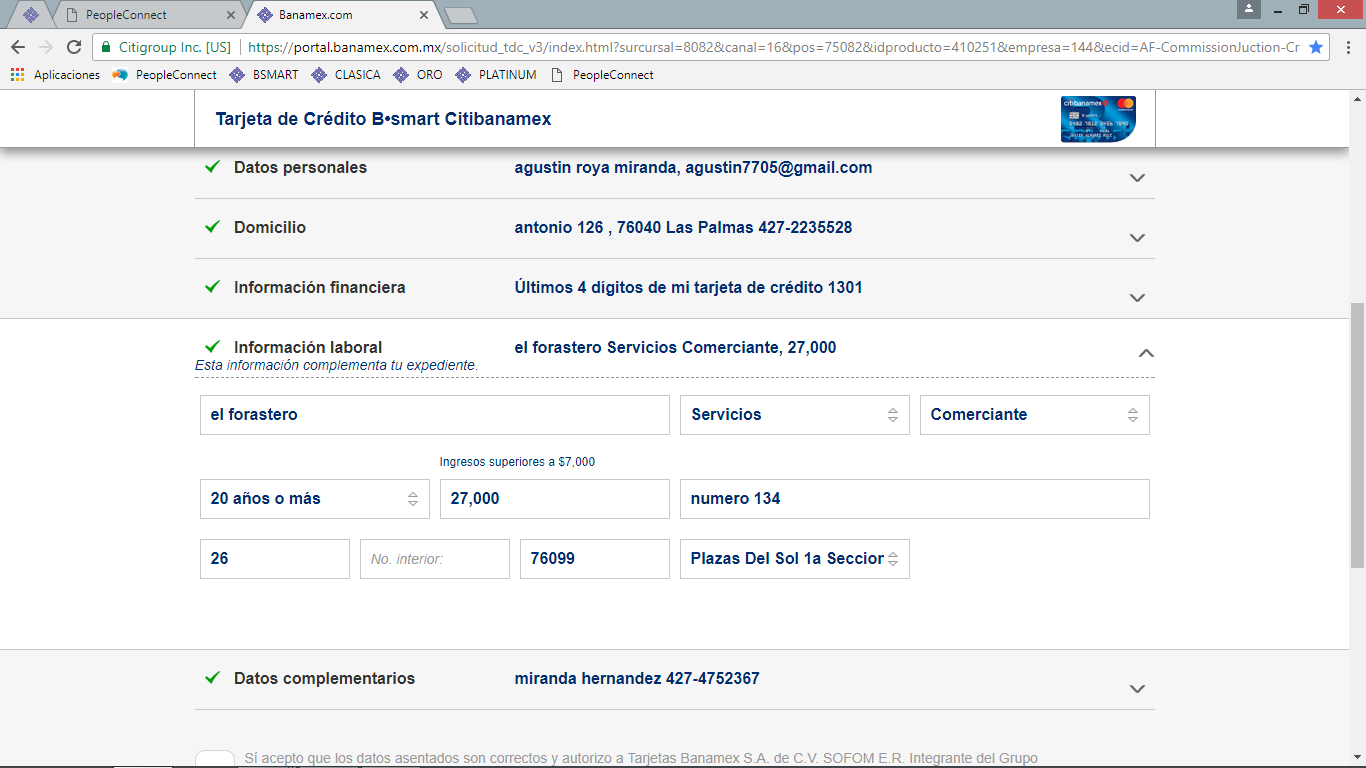 PeopleConnect
Banamex.com
Citigroup Inc. [US]
https://portal.banamex.com.mx/solicitud_tdc_v3/index.html?surcursal=8082&canal=16&pos=75082&idproducto=410251&empresa=144&ecid=AF-CommissionJuction-Cr
Aplicaciones PeopleConnect BSMART CLASICA ORO PLATINUM PeopleConnect
Tarjeta de Crédito B•smart Citibanamex
citibanamex
Datos personales agustin roya miranda, agustin7705@gmail.com
Domicilio antonio 126 , 76040 Las Palmas 427-2235528
Información financiera Últimos 4 dígitos de mi tarjeta de crédito 1301
Información laboral el forastero Servicios Comerciante, 27,000
Esta información complementa tu expediente.
el forastero Servicios Comerciante
Ingresos superiores a $7,000
20 años o más 27,000 numero 134
26 No. interior: 76099 Plazas Del Sol 1a Seccion
Datos complementarios miranda hernandez 427-4752367
Sí acepto que los datos asentados son correctos y autorizo a Tarjetas Banamex S.A. de C.V. SOFOM E.R. Integrante del Grupo